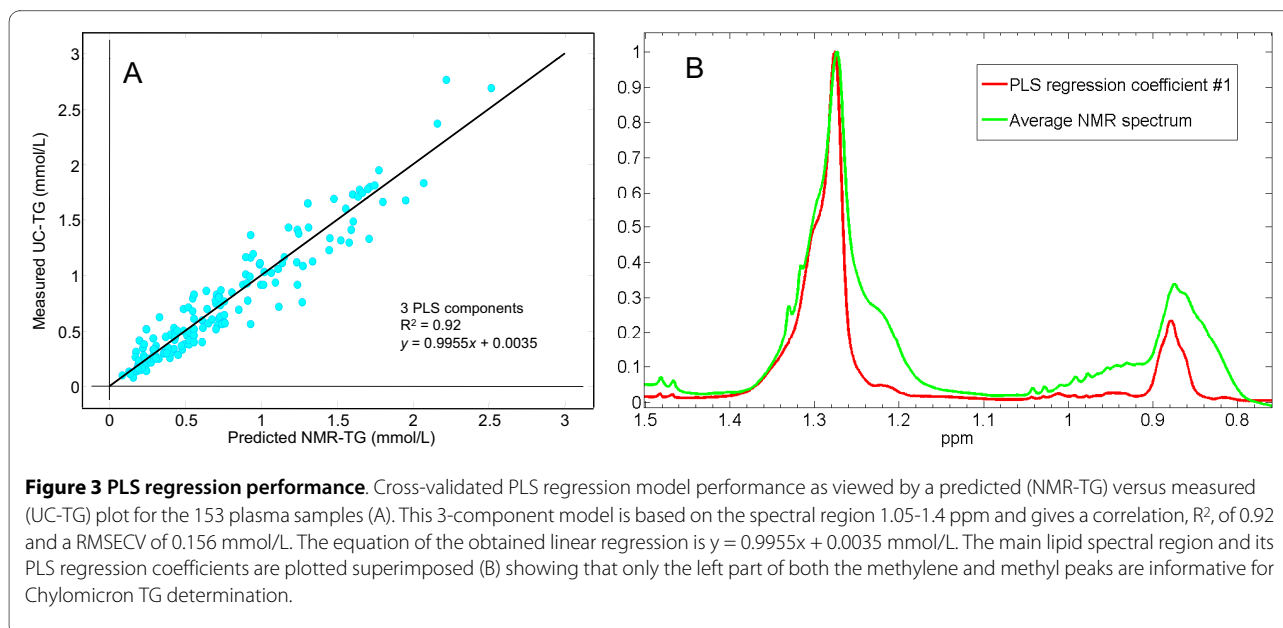 A
3
2.5
2
1.5
1
0.5
0
Measured UC-TG (mmol/L)
3 PLS components
R² = 0.92
y = 0.9955x + 0.0035
0 0.5 1 1.5 2 2.5 3
Predicted NMR-TG (mmol/L)
B
PLS regression coefficient #1
Average NMR spectrum
1
0.9
0.8
0.7
0.6
0.5
0.4
0.3
0.2
0.1
0
1.5 1.4 1.3 1.2 1.1 1 0.9 0.8
ppm
Figure 3 PLS regression performance. Cross-validated PLS regression model performance as viewed by a predicted (NMR-TG) versus measured
(UC-TG) plot for the 153 plasma samples (A). This 3-component model is based on the spectral region 1.05-1.4 ppm and gives a correlation, R², of 0.92
and a RMSECV of 0.156 mmol/L. The equation of the obtained linear regression is y = 0.9955x + 0.0035 mmol/L. The main lipid spectral region and its
PLS regression coefficients are plotted superimposed (B) showing that only the left part of both the methylene and methyl peaks are informative for
Chylomicron TG determination.